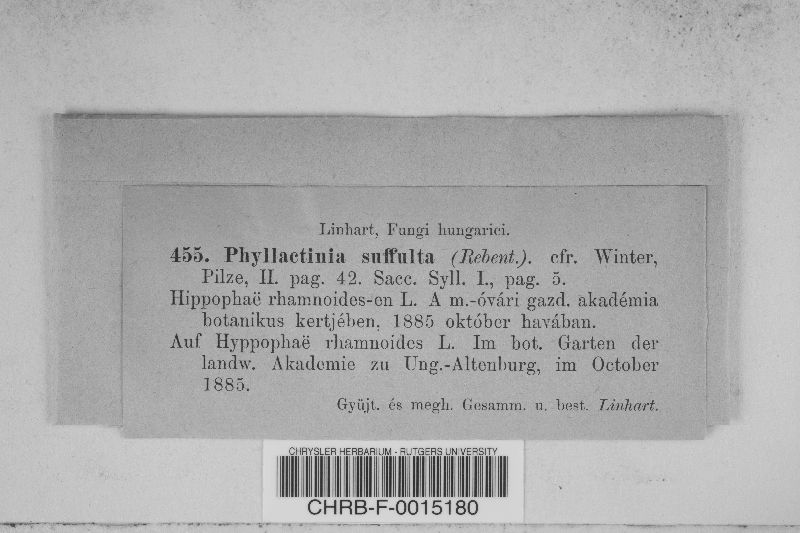 Linhart, Fungi hungarici.
455. Phyllactinia suffulta (Rebent.). cfr. Winter,
Pilze, II. pag. 42. Sacc. Syll. I., pag. 5.
Hippophaë rhamnoides-en L. A m.-óvári gazd. akadémia
botanikus kertjében, 1885 október havában.
Auf Hyppophaë rhamnoides L. Im bot. Garten der
landw. Akademie zu Ung.-Altenburg, im October
1885.
Gyüjt. és megh. Gesamm. u. best. Linhart.
CHRYSLER HERBARIUM - RUTGERS UNIVERSITY
CHRB-F-0015180